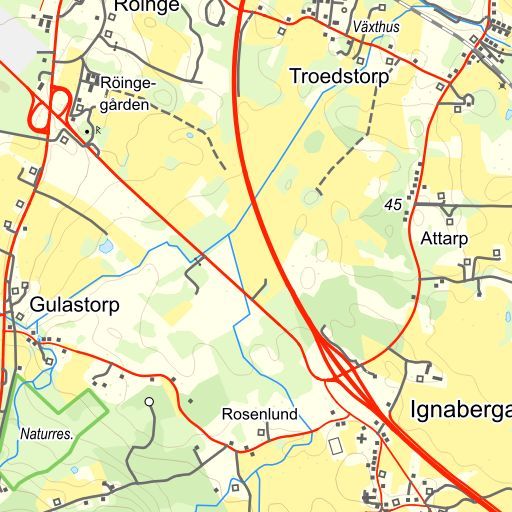 Röinge
Växthus
Troedstorp
Röinge-
gården
R
45
Attarp
Gulastorp
Rosenlund
Ignaberga
Naturres.